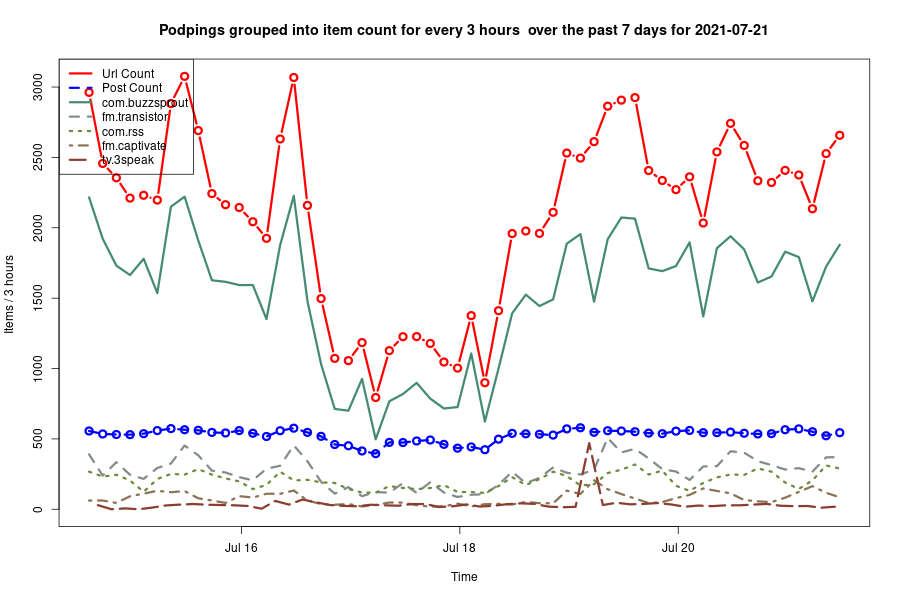 Podpings grouped into item count for every 3 hours  over the past 7 days for 2021-07-21
Url Count
Post Count
com.buzzsprout
fm.transistor
com.rss
fm.captivate
tv.3speak
3000
2500
2000
1500
1000
500
0
Items / 3 hours
Jul 16
Jul 18
Jul 20
Time